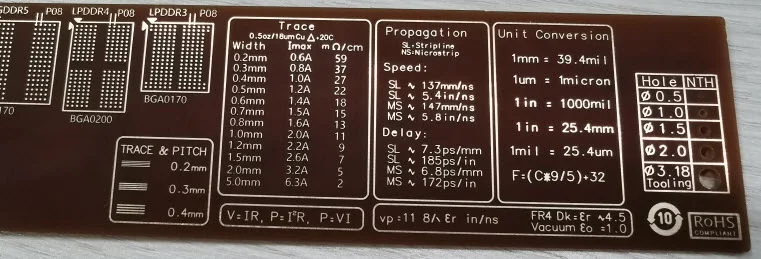 GDDR5 P08
LPDDR4 P08
LPDDR3 P08
0170
BGA0200
BGA0170
TRACE & PITCH
0.2mm
0.3mm
0.4mm
Trace
0.5oz/18umCu Δ+20C
Width Imax mΩ/cm
0.2mm 0.6A 59
0.3mm 0.8A 37
0.4mm 1.0A 27
0.5mm 1.2A 22
0.6mm 1.4A 18
0.7mm 1.5A 15
0.8mm 1.6A 13
1.0mm 2.0A 11
1.2mm 2.2A 9
1.5mm 2.6A 7
2.0mm 3.2A 5
5.0mm 6.3A 2
V=IR, P=I²R, P=VI
Propagation
SL=Stripline
NS=Microstrip
Speed:
SL ∿ 137mm/ns
SL ∿ 5.4in/ns
MS ∿ 147mm/ns
MS ∿ 5.8in/ns
Delay:
SL ∿ 7.3ps/mm
SL ∿ 185ps/in
MS ∿ 6.8ps/mm
MS ∿ 172ps/in
Unit Conversion
1mm = 39.4mil
1um = 1micron
1in = 1000mil
1in = 25.4mm
1mil = 25.4um
F=(C*9/5)+32
vp=11.8/√εr in/ns
FR4 Dk=εr ∿4.5
Vacuum εo =1.0
Hole NTH
Ø 0.5
Ø 1.0
Ø 1.5
Ø 2.0
Ø 3.18
Tooling
10
RoHS
COMPLIANT